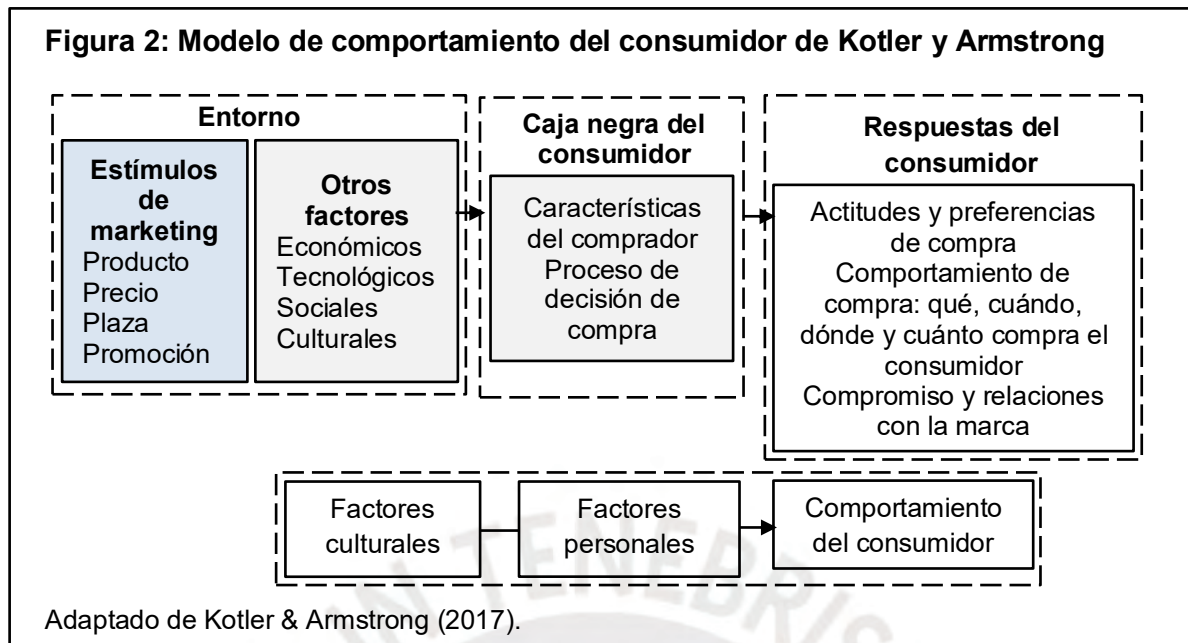 Figura 2: Modelo de comportamiento del consumidor de Kotler y Armstrong
Entorno
Estímulos
de
marketing
Producto
Precio
Plaza
Promoción
Otros
factores
Económicos
Tecnológicos
Sociales
Culturales
Caja negra del
consumidor
Características
del comprador
Proceso de
decisión de
compra
Respuestas del
consumidor
Actitudes y preferencias
de compra
Comportamiento de
compra: qué, cuándo,
dónde y cuánto compra el
consumidor
Compromiso y relaciones
con la marca
Factores
culturales
Factores
personales
Comportamiento
del consumidor
IN TENEBRIS
Adaptado de Kotler & Armstrong (2017).